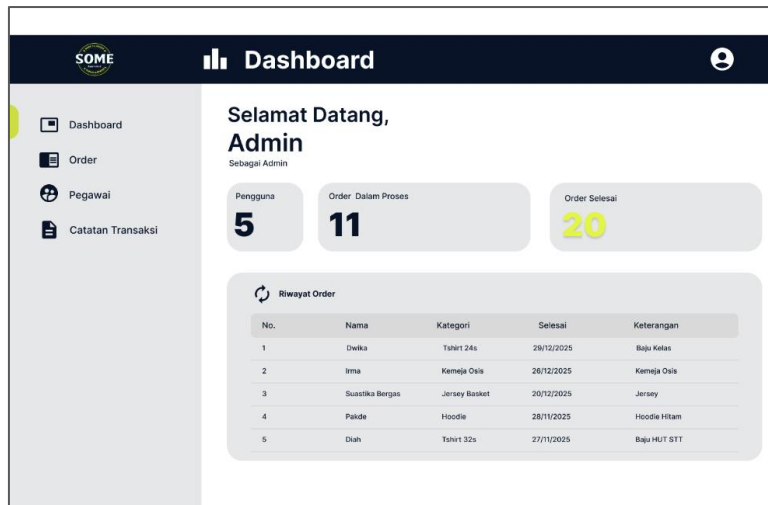 SOME
Dashboard
Dashboard
Order
Pegawai
Catatan Transaksi
Selamat Datang,
Admin
Sebagai Admin
Pengguna
5
Order Dalam Proses
11
Order Selesai
20
Riwayat Order
No. Nama Kategori Selesai Keterangan
1 Dwika Tshirt 24s 29/12/2025 Baju Kelas
2 Irma Kemeja Osis 26/12/2025 Kemeja Osis
3 Suastika Bergas Jersey Basket 20/12/2025 Jersey
4 Pakde Hoodie 28/11/2025 Hoodie Hitam
5 Diah Tshirt 32s 27/11/2025 Baju HUT STT